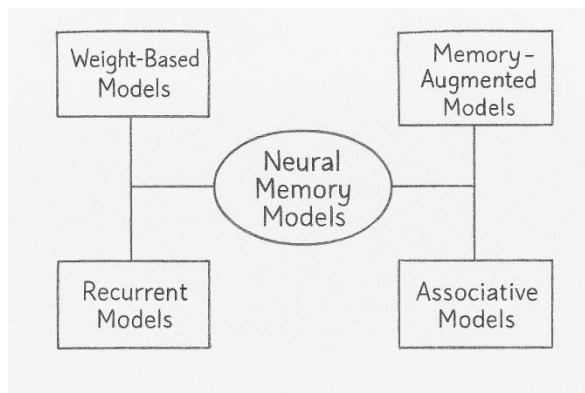 Weight-Based
Models
Memory-
Augmented
Models
Neural
Memory
Models
Recurrent
Models
Associative
Models